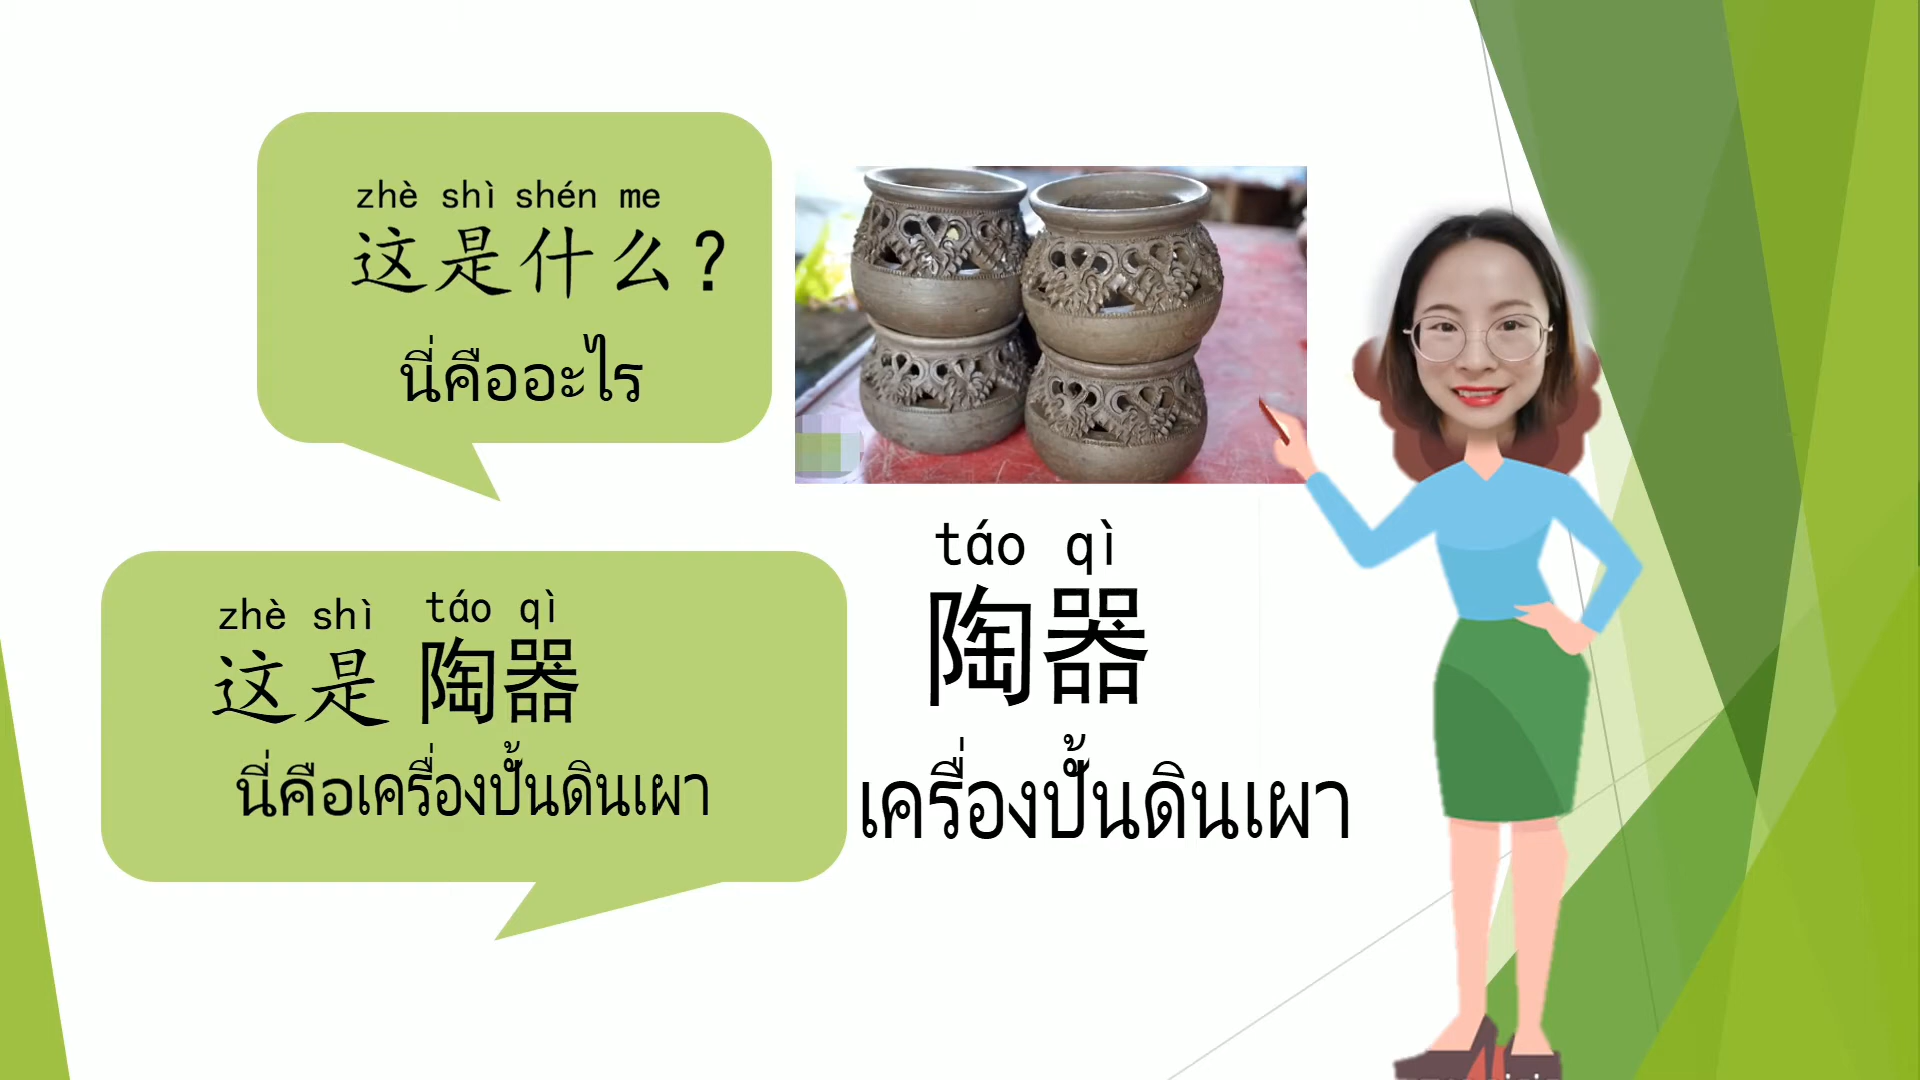 zhè shì shén me
这是什么？
นี่คืออะไร
zhè shì táo qì
这是 陶器
นี่คือเครื่องปั้นดินเผา
táo qì
陶器
เครื่องปั้นดินเผา